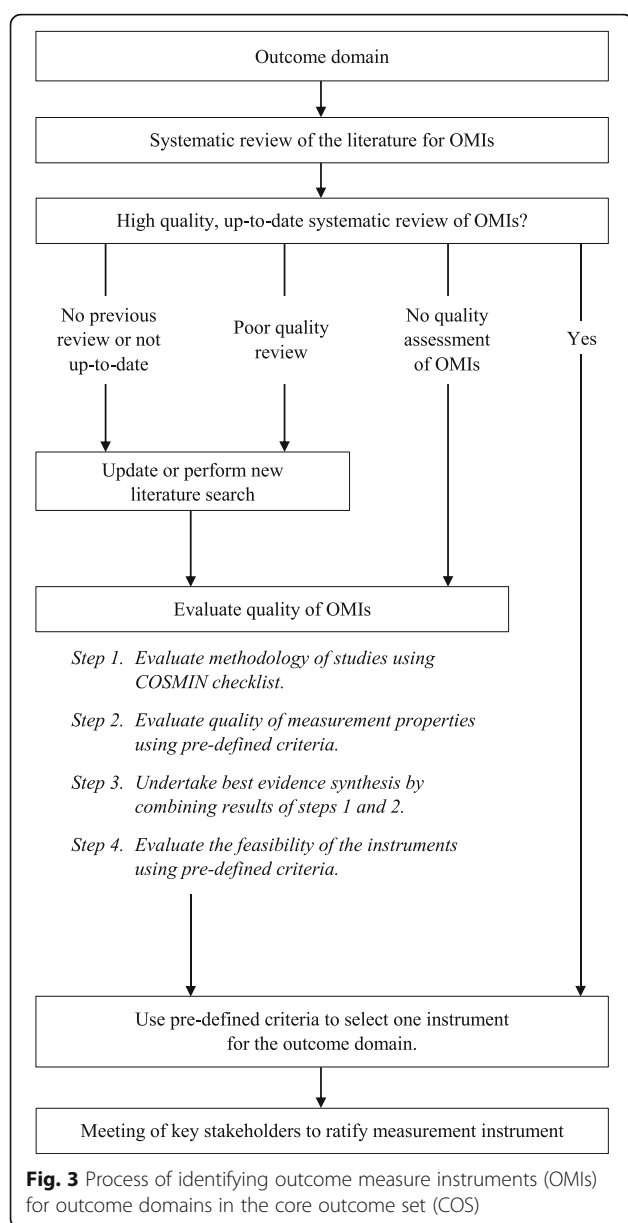 Outcome domain
Systematic review of the literature for OMIs
High quality, up-to-date systematic review of OMIs?
No previous
review or not
up-to-date
Poor quality
review
No quality
assessment
of OMIs
Yes
Update or perform new
literature search
Evaluate quality of OMIs
Step 1. Evaluate methodology of studies using
COSMIN checklist.
Step 2. Evaluate quality of measurement properties
using pre-defined criteria.
Step 3. Undertake best evidence synthesis by
combining results of steps 1 and 2.
Step 4. Evaluate the feasibility of the instruments
using pre-defined criteria.
Use pre-defined criteria to select one instrument
for the outcome domain.
Meeting of key stakeholders to ratify measurement instrument
Fig. 3 Process of identifying outcome measure instruments (OMIs)
for outcome domains in the core outcome set (COS)